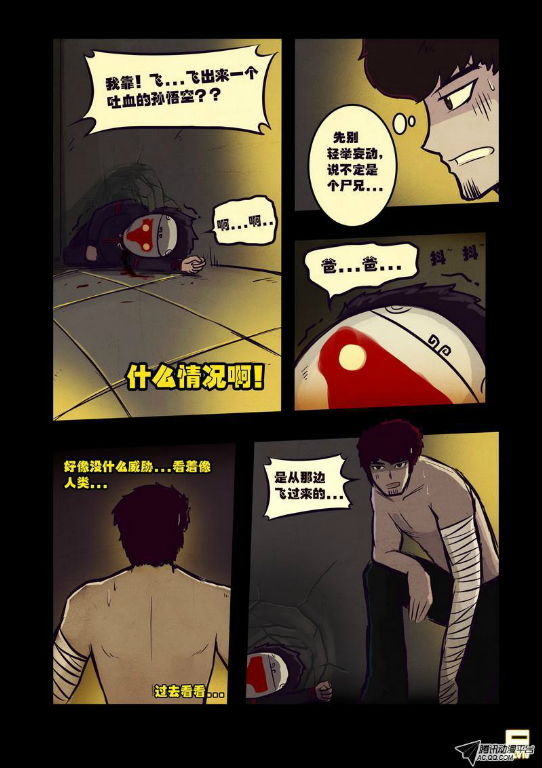 我靠！飞...飞出来一个
吐血的孙悟空？？
啊...啊..
什么情况啊！
先别
轻举妄动，
说不定是
个尸兄...
爸...爸...
抖~抖~
好像没什么威胁...看着像
人类...
过去看看...
是从那边
飞过来的...
腾讯动漫平台
AC.QQ.COM